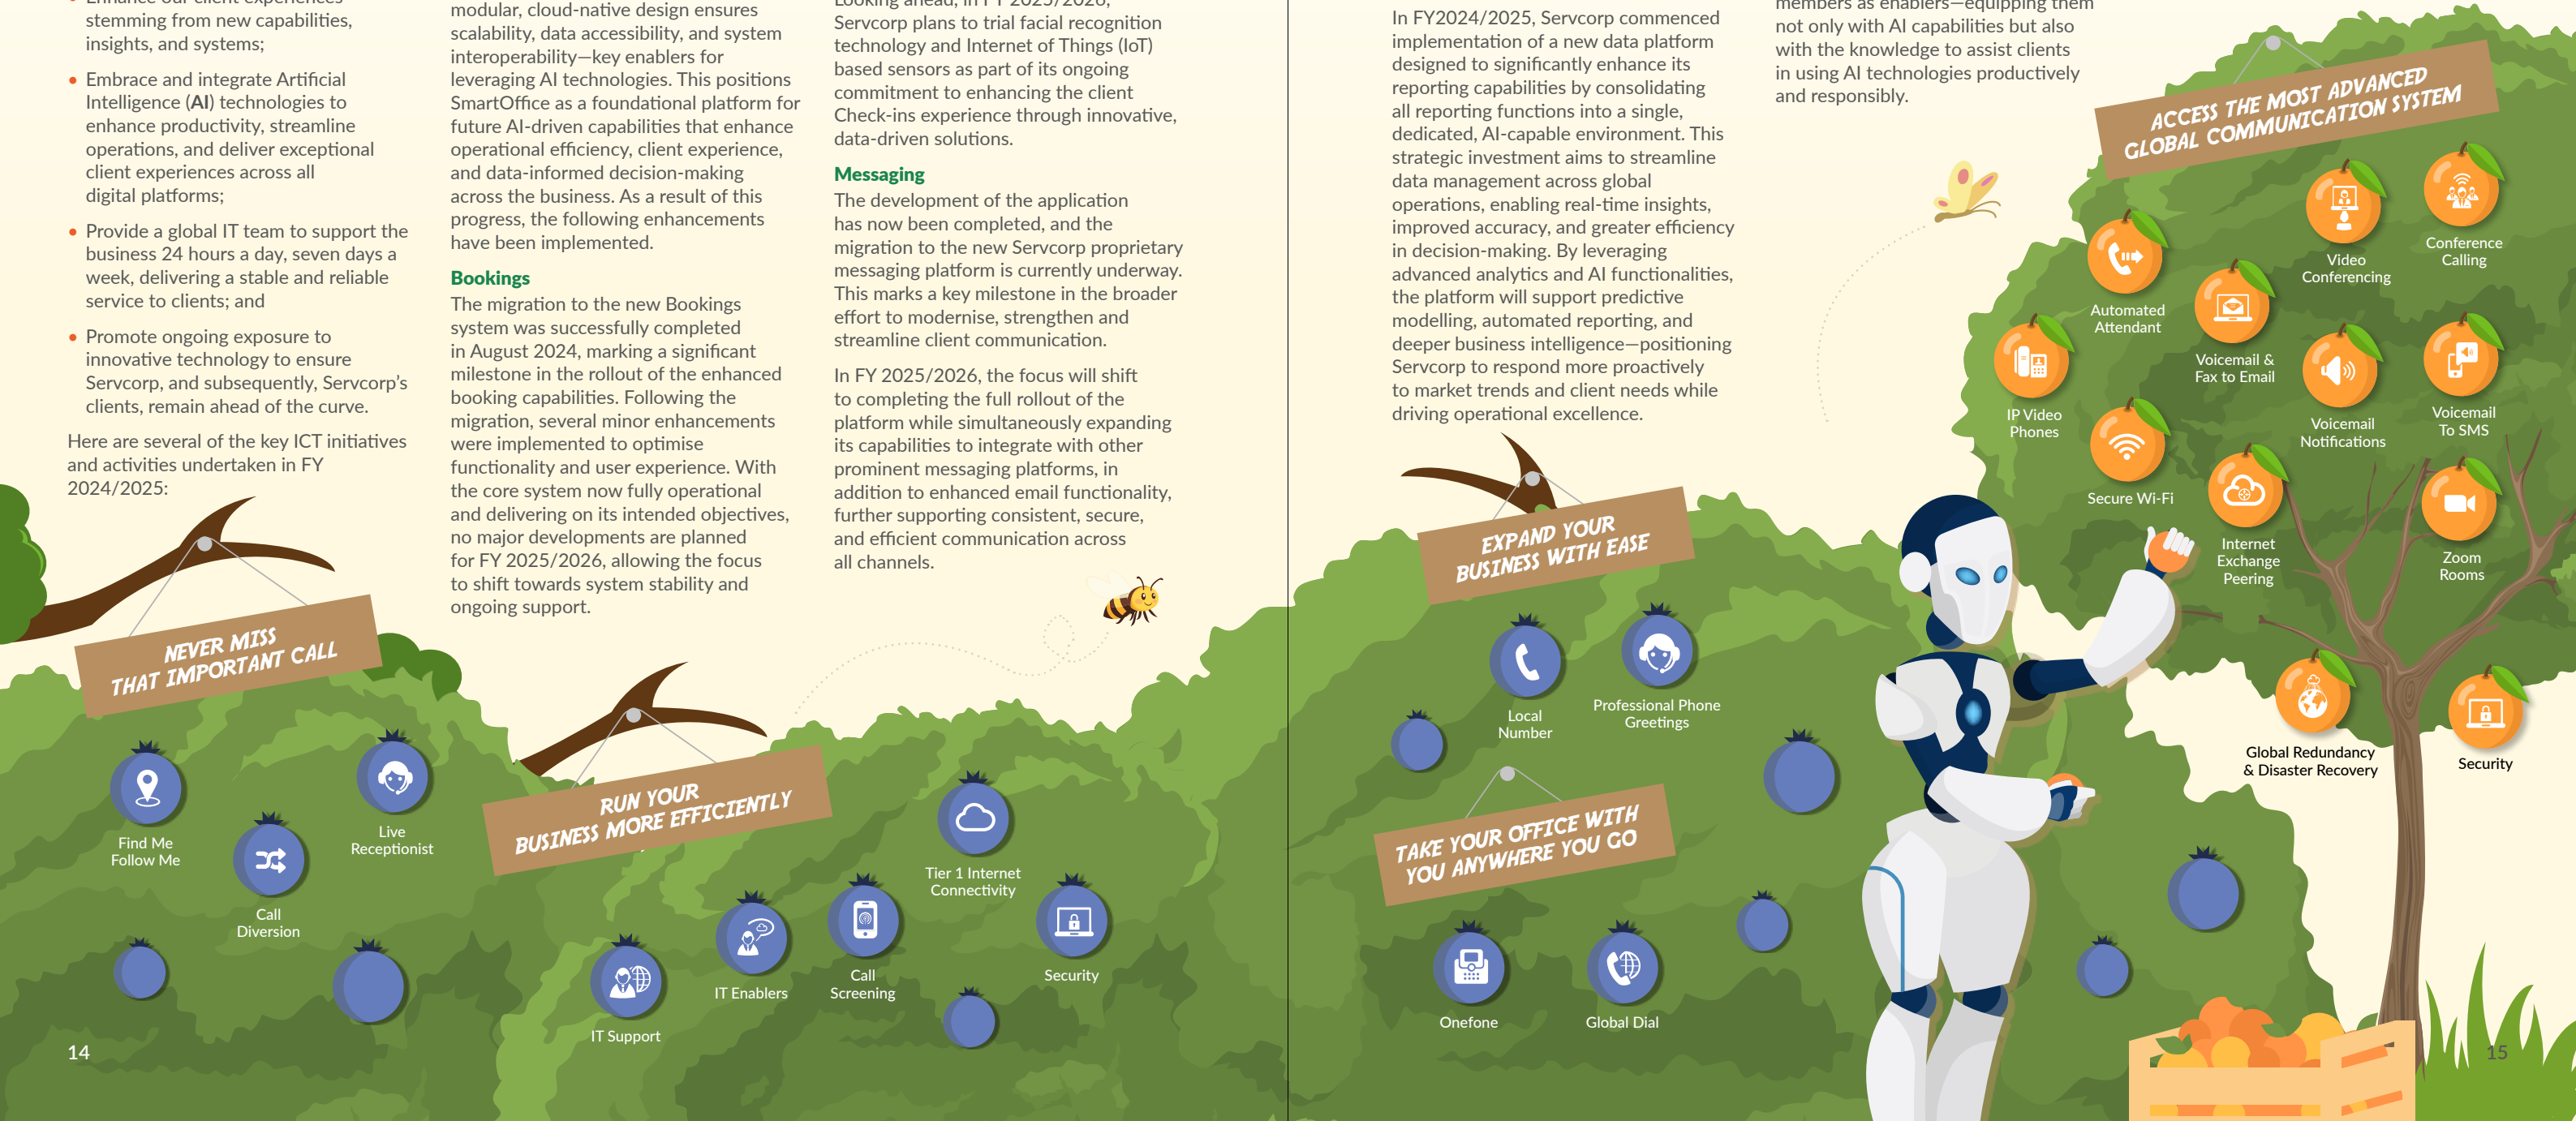 Enhance our client experiences
stemming from new capabilities,
insights, and systems;
• Embrace and integrate Artificial
Intelligence (AI) technologies to
enhance productivity, streamline
operations, and deliver exceptional
client experiences across all
digital platforms;
• Provide a global IT team to support the
business 24 hours a day, seven days a
week, delivering a stable and reliable
service to clients; and
• Promote ongoing exposure to
innovative technology to ensure
Servcorp, and subsequently, Servcorp's
clients, remain ahead of the curve.
Here are several of the key ICT initiatives
and activities undertaken in FY
2024/2025:
modular, cloud-native design ensures
scalability, data accessibility, and system
interoperability—key enablers for
leveraging AI technologies. This positions
SmartOffice as a foundational platform for
future AI-driven capabilities that enhance
operational efficiency, client experience,
and data-informed decision-making
across the business. As a result of this
progress, the following enhancements
have been implemented.
Bookings
The migration to the new Bookings
system was successfully completed
in August 2024, marking a significant
milestone in the rollout of the enhanced
booking capabilities. Following the
migration, several minor enhancements
were implemented to optimise
functionality and user experience. With
the core system now fully operational
and delivering on its intended objectives,
no major developments are planned
for FY 2025/2026, allowing the focus
to shift towards system stability and
ongoing support.
Looking ahead, in FY 2025/2026,
Servcorp plans to trial facial recognition
technology and Internet of Things (IoT)
based sensors as part of its ongoing
commitment to enhancing the client
Check-ins experience through innovative,
data-driven solutions.
Messaging
The development of the application
has now been completed, and the
migration to the new Servcorp proprietary
messaging platform is currently underway.
This marks a key milestone in the broader
effort to modernise, strengthen and
streamline client communication.
In FY 2025/2026, the focus will shift
to completing the full rollout of the
platform while simultaneously expanding
its capabilities to integrate with other
prominent messaging platforms, in
addition to enhanced email functionality,
further supporting consistent, secure,
and efficient communication across
all channels.
NEVER MISS
THAT IMPORTANT CALL
Find Me
Follow Me
Call
Diversion
Live
Receptionist
RUN YOUR
BUSINESS MORE EFFICIENTLY
IT Support
IT Enablers
Call
Screening
Tier 1 Internet
Connectivity
Security
14
In FY2024/2025, Servcorp commenced
implementation of a new data platform
designed to significantly enhance its
reporting capabilities by consolidating
all reporting functions into a single,
dedicated, AI-capable environment. This
strategic investment aims to streamline
data management across global
operations, enabling real-time insights,
improved accuracy, and greater efficiency
in decision-making. By leveraging
advanced analytics and AI functionalities,
the platform will support predictive
modelling, automated reporting, and
deeper business intelligence—positioning
Servcorp to respond more proactively
to market trends and client needs while
driving operational excellence.
members as enablers—equipping them
not only with AI capabilities but also
with the knowledge to assist clients
in using AI technologies productively
and responsibly.
EXPAND YOUR
BUSINESS WITH EASE
Local
Number
Professional Phone
Greetings
TAKE YOUR OFFICE WITH
YOU ANYWHERE YOU GO
Onefone
Global Dial
ACCESS THE MOST ADVANCED
GLOBAL COMMUNICATION SYSTEM
Conference
Calling
Video
Conferencing
Automated
Attendant
Voicemail &
Fax to Email
IP Video
Phones
Voicemail
Notifications
Voicemail
To SMS
Secure Wi-Fi
Internet
Exchange
Peering
Zoom
Rooms
Global Redundancy
& Disaster Recovery
Security
15